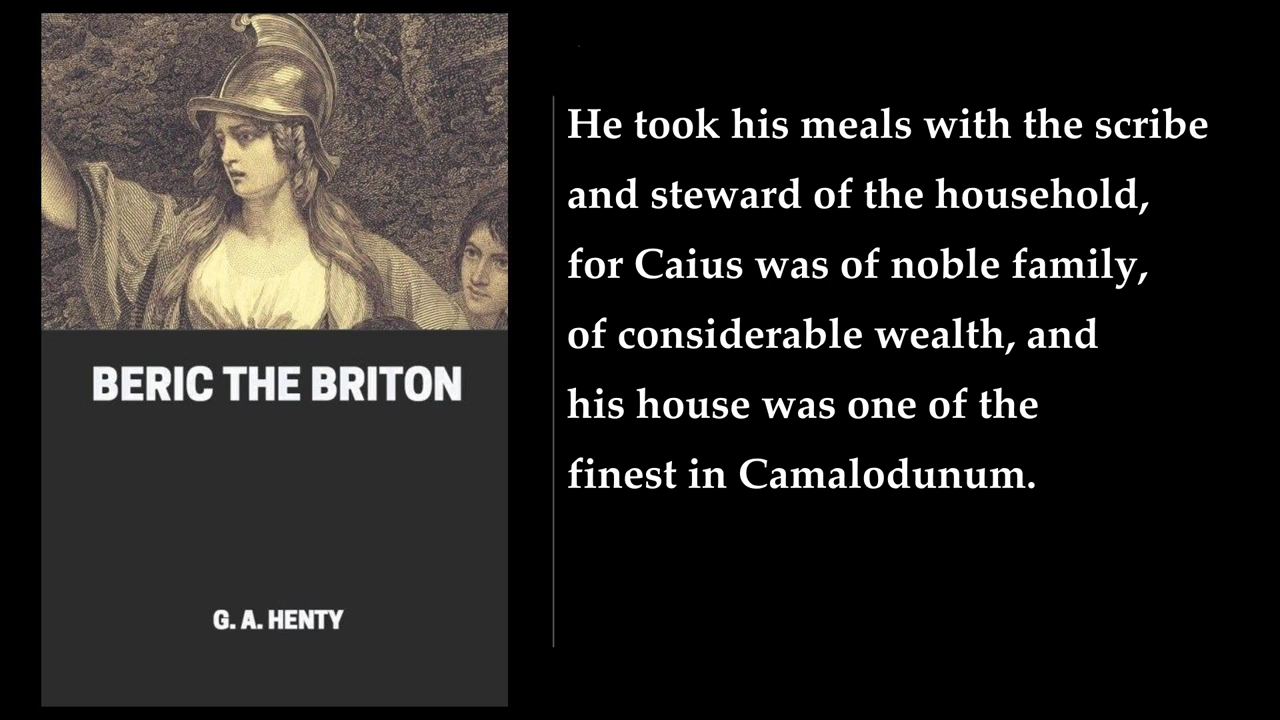 BERIC THE BRITON
G. A. HENTY
He took his meals with the scribe
and steward of the household,
for Caius was of noble family,
of considerable wealth, and
his house was one of the
finest in Camalodunum.